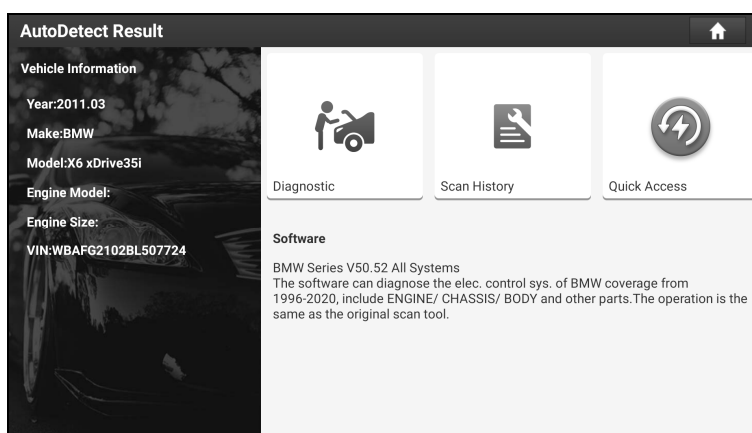 AutoDetect Result
Vehicle Information
Year:2011.03
Make:BMW
Model:X6 xDrive35i
Engine Model:
Engine Size:
VIN:WBAFG2102BL507724
Diagnostic
Scan History
Quick Access
Software
BMW Series V50.52 All Systems
The software can diagnose the elec. control sys. of BMW coverage from
1996-2020, include ENGINE/ CHASSIS/ BODY and other parts.The operation is the
same as the original scan tool.